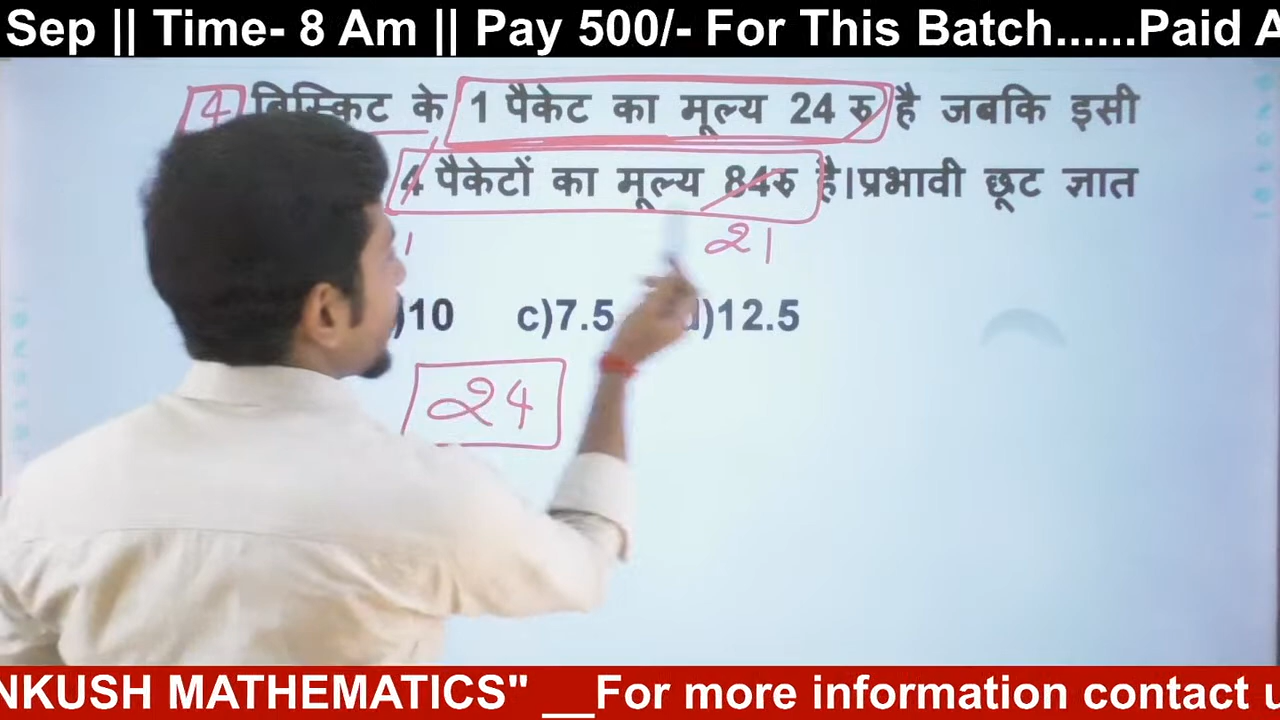 Sep || Time- 8 Am || Pay 500/- For This Batch......Paid A
4 बिस्किट के 1 पैकेट का मूल्य 24 रु है जबकि इसी
4 पैकेटों का मूल्य 84रु है।प्रभावी छूट ज्ञात
1 21
)10 c)7.5 d)12.5
24
NKUSH MATHEMATICS" __For more information contact u